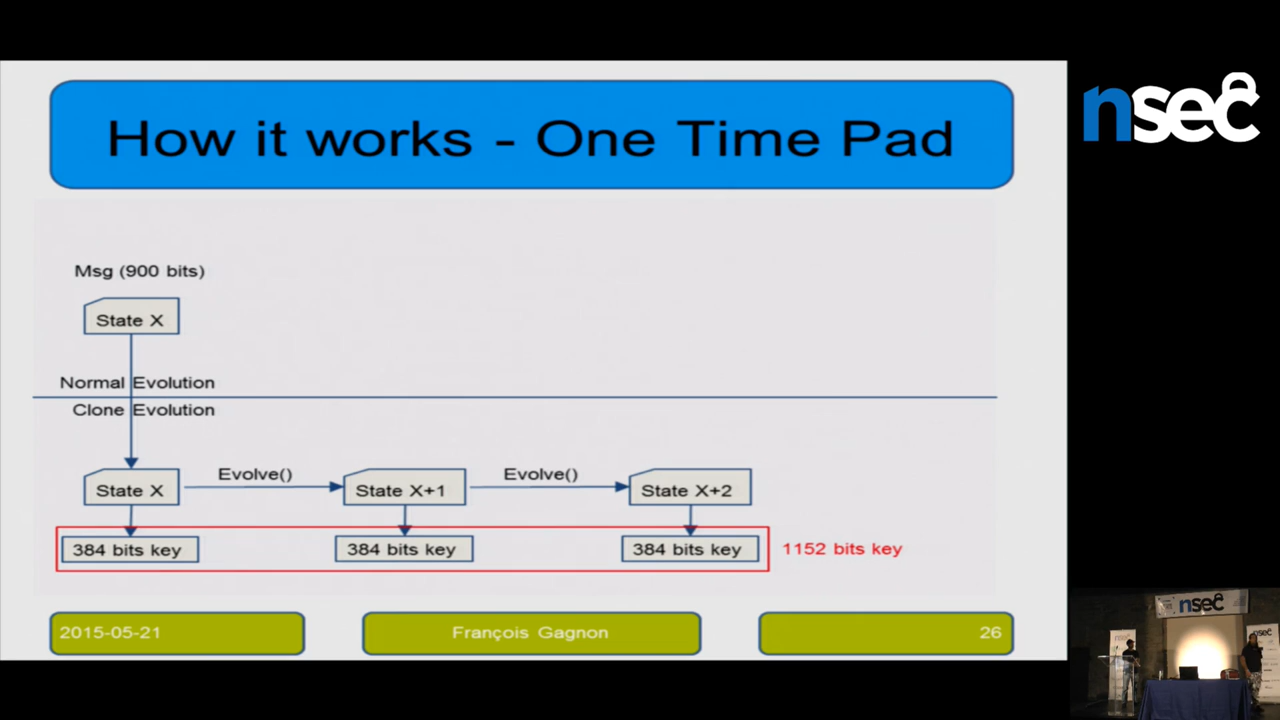 How it works - One Time Pad
nsec
Msg (900 bits)
State X
Normal Evolution
Clone Evolution
State X
Evolve()
State X+1
Evolve()
State X+2
384 bits key
384 bits key
384 bits key
1152 bits key
2015-05-21
François Gagnon
26
nsec
nsec